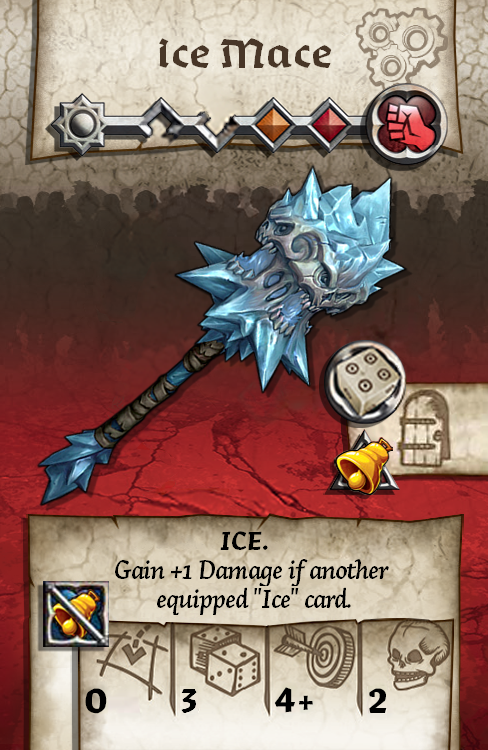 Ice Mace
ICE.
Gain +1 Damage if another
equipped "Ice" card.
0 3 4+ 2